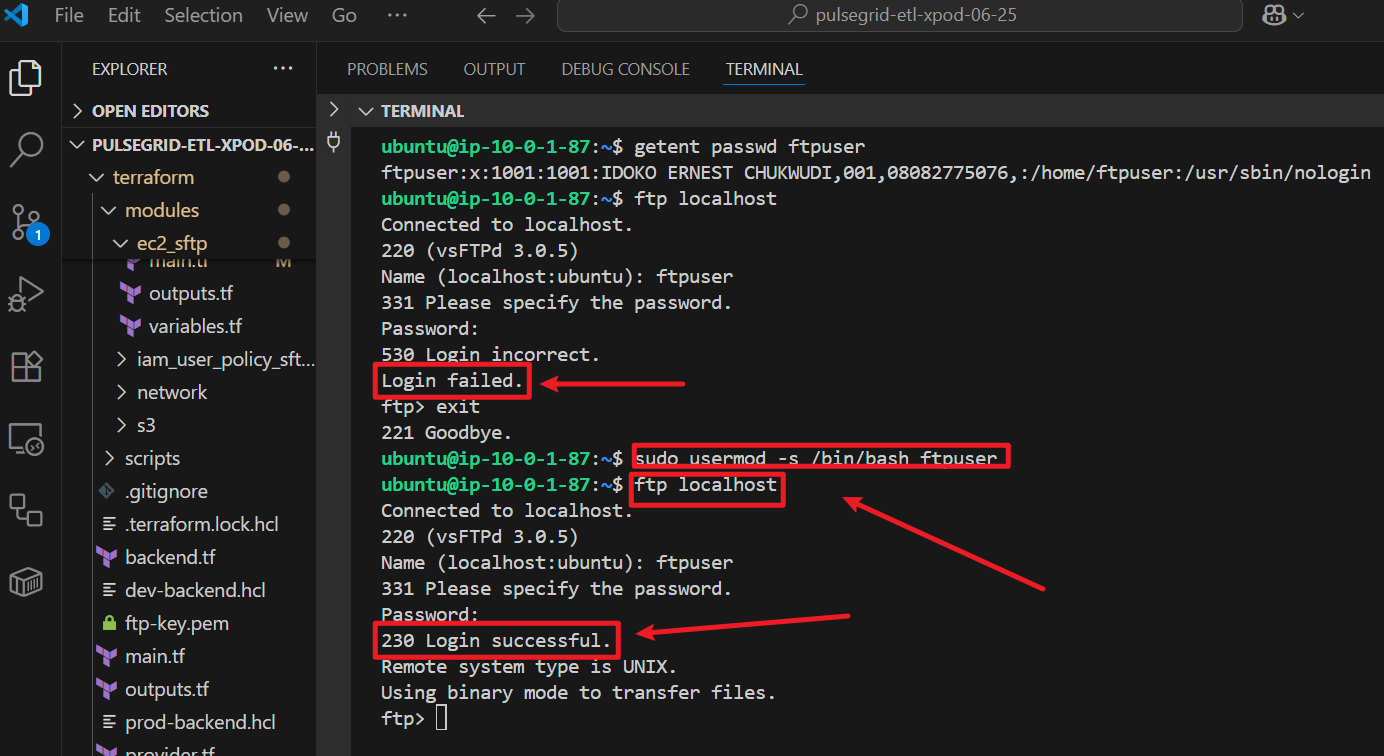 File Edit Selection View Go ··· pulsegrid-etl-xpod-06-25
EXPLORER ···
OPEN EDITORS
PULSEGRID-ETL-XPOD-06-...
terraform
modules
ec2_sftp
main.tf M
outputs.tf
variables.tf
iam_user_policy_sft...
network
s3
scripts
.gitignore
.terraform.lock.hcl
backend.tf
dev-backend.hcl
ftp-key.pem
main.tf
outputs.tf
prod-backend.hcl
provider.tf
1
PROBLEMS OUTPUT DEBUG CONSOLE TERMINAL
TERMINAL
ubuntu@ip-10-0-1-87:~$ getent passwd ftpuser
ftpuser:x:1001:1001:IDOKO ERNEST CHUKWUDI,001,08082775076,:/home/ftpuser:/usr/sbin/nologin
ubuntu@ip-10-0-1-87:~$ ftp localhost
Connected to localhost.
220 (vsFTPd 3.0.5)
Name (localhost:ubuntu): ftpuser
331 Please specify the password.
Password:
530 Login incorrect.
Login failed.
ftp> exit
221 Goodbye.
ubuntu@ip-10-0-1-87:~$ sudo usermod -s /bin/bash ftpuser
ubuntu@ip-10-0-1-87:~$ ftp localhost
Connected to localhost.
220 (vsFTPd 3.0.5)
Name (localhost:ubuntu): ftpuser
331 Please specify the password.
Password:
230 Login successful.
Remote system type is UNIX.
Using binary mode to transfer files.
ftp>